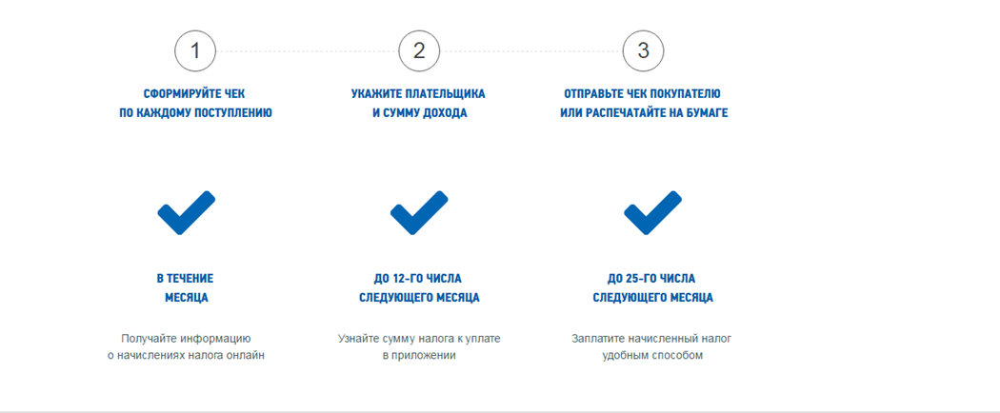 1
2
3
СФОРМИРУЙТЕ ЧЕК
ПО КАЖДОМУ ПОСТУПЛЕНИЮ
УКАЖИТЕ ПЛАТЕЛЬЩИКА
И СУММУ ДОХОДА
ОТПРАВЬТЕ ЧЕК ПОКУПАТЕЛЮ
ИЛИ РАСПЕЧАТАЙТЕ НА БУМАГЕ
В ТЕЧЕНИЕ
МЕСЯЦА
ДО 12-ГО ЧИСЛА
СЛЕДУЮЩЕГО МЕСЯЦА
ДО 25-ГО ЧИСЛА
СЛЕДУЮЩЕГО МЕСЯЦА
Получайте информацию
о начислениях налога онлайн
Узнайте сумму налога к уплате
в приложении
Заплатите начисленный налог
удобным способом